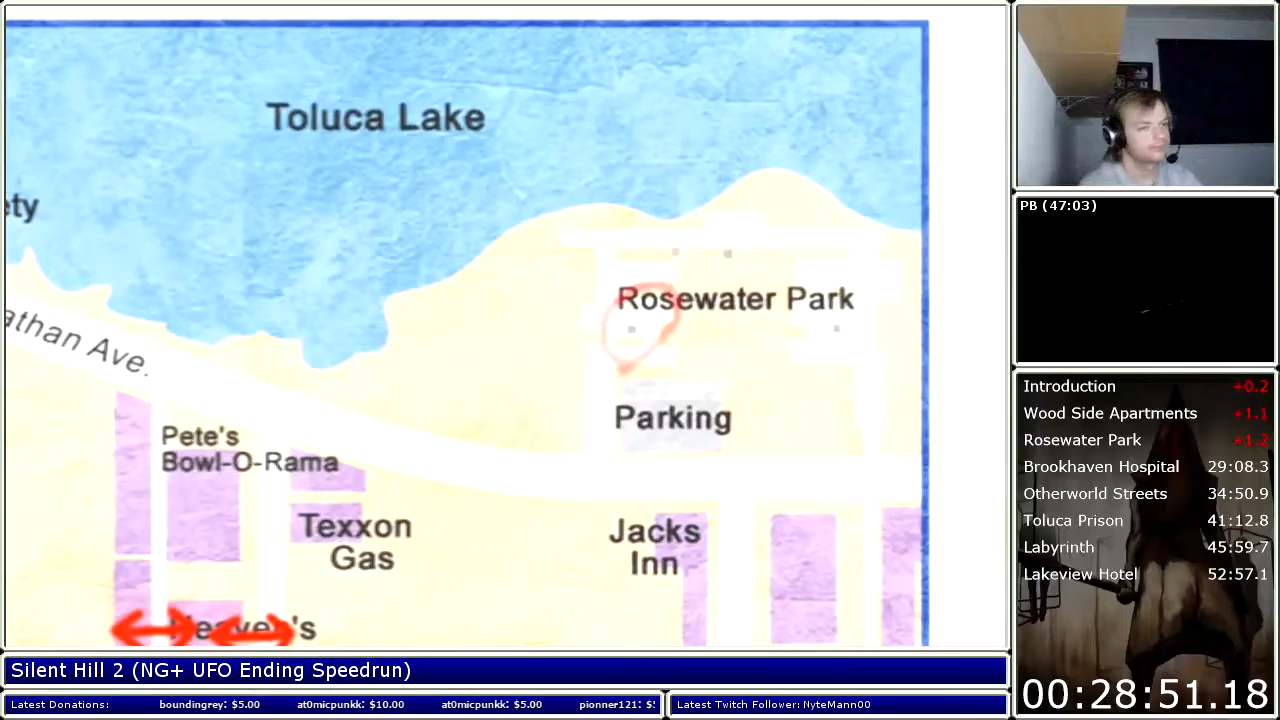 Toluca Lake
ety
athan Ave.
Rosewater Park
Parking
Pete's
Bowl-O-Rama
Texxon
Gas
Jacks
Inn
Heaven's
PB (47:03)
Introduction +0.2
Wood Side Apartments +1.1
Rosewater Park +1.2
Brookhaven Hospital 29:08.3
Otherworld Streets 34:50.9
Toluca Prison 41:12.8
Labyrinth 45:59.7
Lakeview Hotel 52:57.1
00:28:51.18
Silent Hill 2 (NG+ UFO Ending Speedrun)
Latest Donations: boundingrey: $5.00 at0micpunkk: $10.00 at0micpunkk: $5.00 pionner121: $!
Latest Twitch Follower: NyteMann00